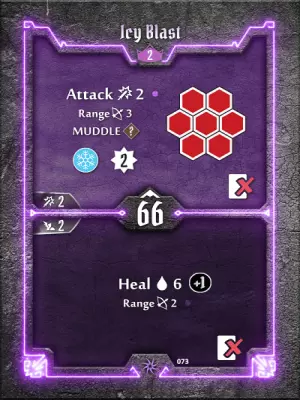 Icy Blast
2
Attack 2
Range 3
MUDDLE ?
2
2
66
2
Heal 6 +1
Range 2
073